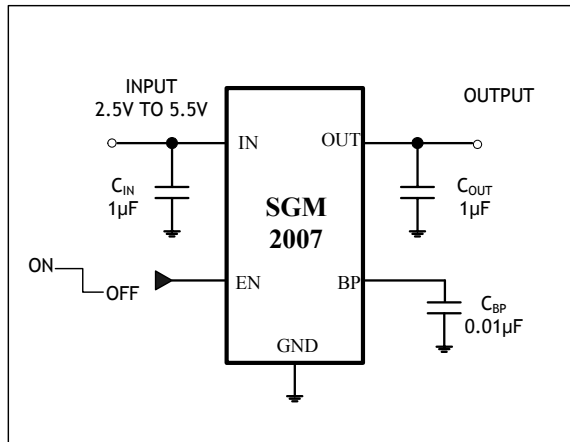 INPUT
2.5V TO 5.5V
OUTPUT
IN
OUT
C_IN
1µF
SGM
2007
C_OUT
1µF
ON
OFF
EN
BP
C_BP
0.01µF
GND